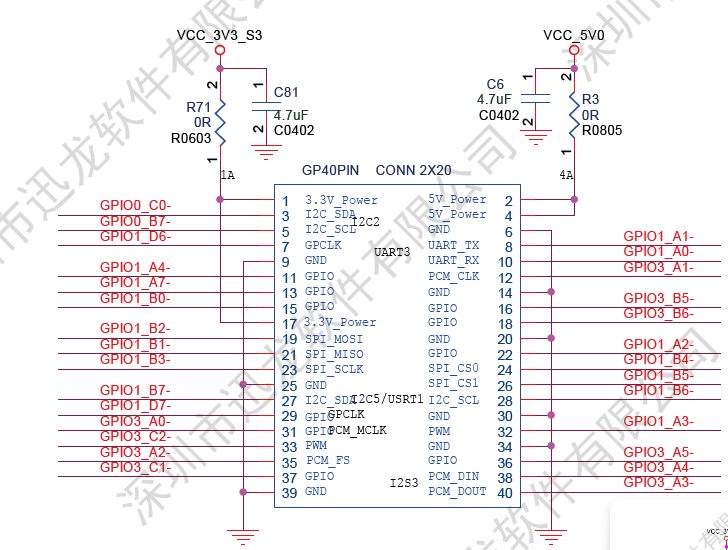 VCC_3V3_S3
VCC_5V0
R71
0R
R0603
2
1
1A
C81
4.7uF
C0402
1
2
C6
4.7uF
C0402
1
2
R3
0R
R0805
2
1
4A
GP40PIN CONN 2X20
1 3.3V_Power 5V_Power 2
GPIO0_C0- 3 I2C_SDA 5V_Power 4
I2C2
GPIO0_B7- 5 I2C_SCL GND 6
GPIO1_D6- 7 GPCLK UART_TX 8 GPIO1_A1-
UART3
9 GND UART_RX 10 GPIO1_A0-
GPIO1_A4- 11 GPIO PCM_CLK 12 GPIO3_A1-
GPIO1_A7- 13 GPIO GND 14
GPIO1_B0- 15 GPIO GPIO 16 GPIO3_B5-
17 3.3V_Power GPIO 18 GPIO3_B6-
GPIO1_B2- 19 SPI_MOSI GND 20
GPIO1_B1- 21 SPI_MISO GPIO 22 GPIO1_A2-
GPIO1_B3- 23 SPI_SCLK SPI_CS0 24 GPIO1_B4-
25 GND SPI_CS1 26 GPIO1_B5-
GPIO1_B7- 27 I2C_SDA I2C5/USRT1 I2C_SCL 28 GPIO1_B6-
GPIO1_D7- 29 GPIO GPCLK GND 30
GPIO3_A0- 31 GPIO PCM_MCLK PWM 32 GPIO1_A3-
GPIO3_C2- 33 PWM GND 34
GPIO3_A2- 35 PCM_FS GPIO 36 GPIO3_A5-
GPIO3_C1- 37 GPIO PCM_DIN 38 GPIO3_A4-
I2S3
39 GND PCM_DOUT 40 GPIO3_A3-
深圳市迅龙软件有限公司